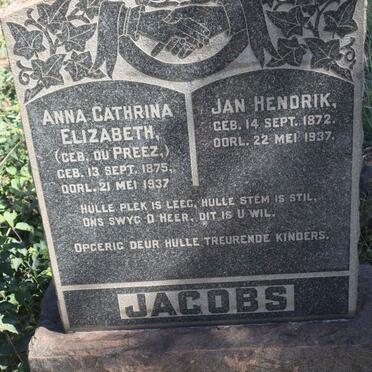 ANNA CATHRINA
ELIZABETH,
(GEB. DU PREEZ,)
GEB. 13 SEPT. 1875,
OORL. 21 MEI 1937
JAN HENDRIK,
GEB. 14 SEPT. 1872.
OORL. 22 MEI 1937.
HULLE PLEK IS LEEG, HULLE STEM IS STIL,
ONS SWYG O HEER, DIT IS U WIL.
OPGERIG DEUR HULLE TREURENDE KINDERS.
JACOBS